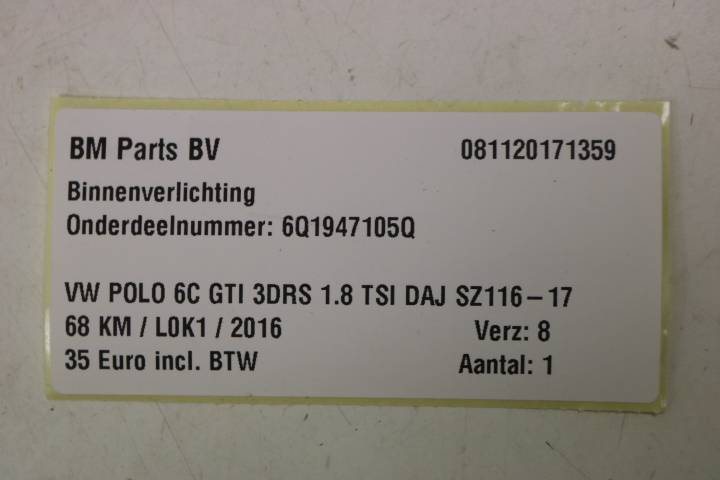 BM Parts BV 081120171359
Binnenverlichting
Onderdeelnummer: 6Q1947105Q
VW POLO 6C GTI 3DRS 1.8 TSI DAJ SZ116-17
68 KM / L0K1 / 2016 Verz: 8
35 Euro incl. BTW Aantal: 1